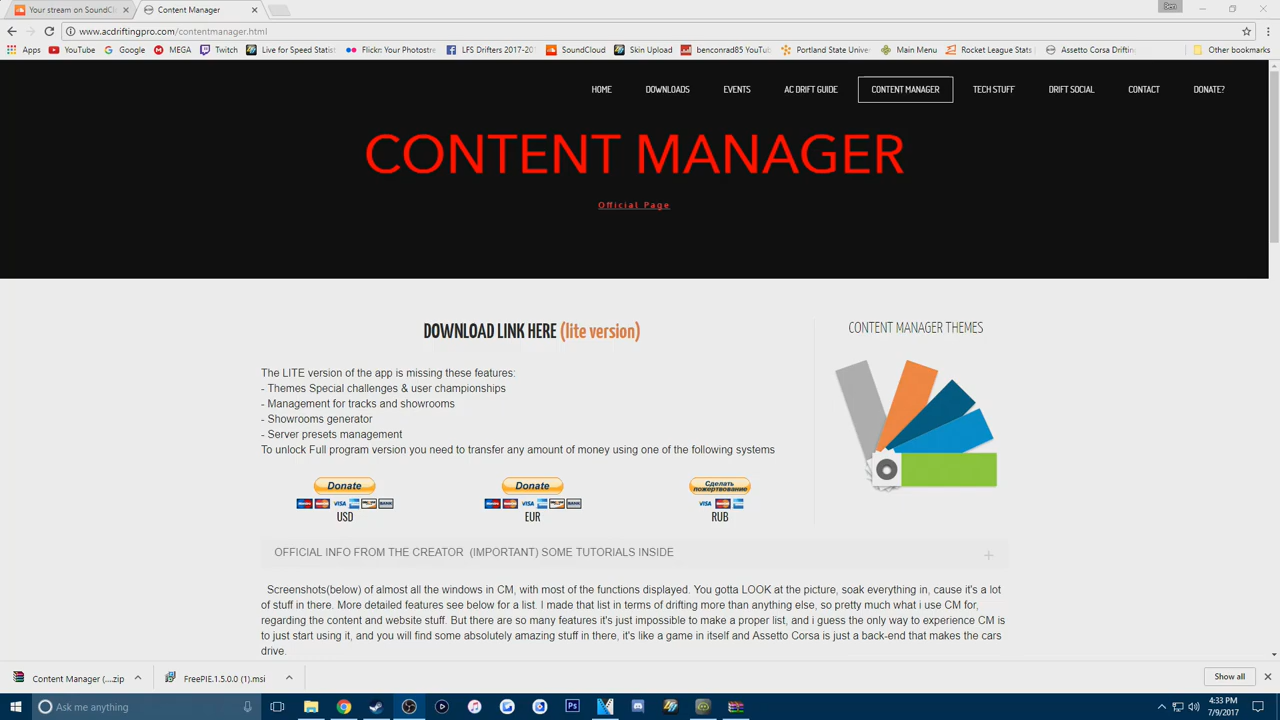 Your stream on SoundCl
Content Manager
Ben
www.acdriftingpro.com/contentmanager.html
Apps
YouTube
Google
MEGA
Twitch
Live for Speed Statist
Flickr: Your Photostre
LFS Drifters 2017-20
SoundCloud
Skin Upload
benconrad85 YouTu
Portland State Univer
Main Menu
Rocket League Stats
Assetto Corsa Driftin
Other bookmarks
HOME
DOWNLOADS
EVENTS
AC DRIFT GUIDE
CONTENT MANAGER
TECH STUFF
DRIFT SOCIAL
CONTACT
DONATE?
CONTENT MANAGER
Official Page
DOWNLOAD LINK HERE (lite version)
The LITE version of the app is missing these features:
- Themes Special challenges & user championships
- Management for tracks and showrooms
- Showrooms generator
- Server presets management
To unlock Full program version you need to transfer any amount of money using one of the following systems
Donate
USD
Donate
EUR
Сделать
пожертвование
RUB
CONTENT MANAGER THEMES
OFFICIAL INFO FROM THE CREATOR (IMPORTANT) SOME TUTORIALS INSIDE
Screenshots(below) of almost all the windows in CM, with most of the functions displayed. You gotta LOOK at the picture, soak everything in, cause it's a lot
of stuff in there. More detailed features see below for a list. I made that list in terms of drifting more than anything else, so pretty much what i use CM for,
regarding the content and website stuff. But there are so many features it's just impossible to make a proper list, and i guess the only way to experience CM is
to just start using it, and you will find some absolutely amazing stuff in there, it's like a game in itself and Assetto Corsa is just a back-end that makes the cars
drive.
Content Manager (....zip
FreePIE.1.5.0.0 (1).msi
Show all
Ask me anything
4:33 PM
7/9/2017